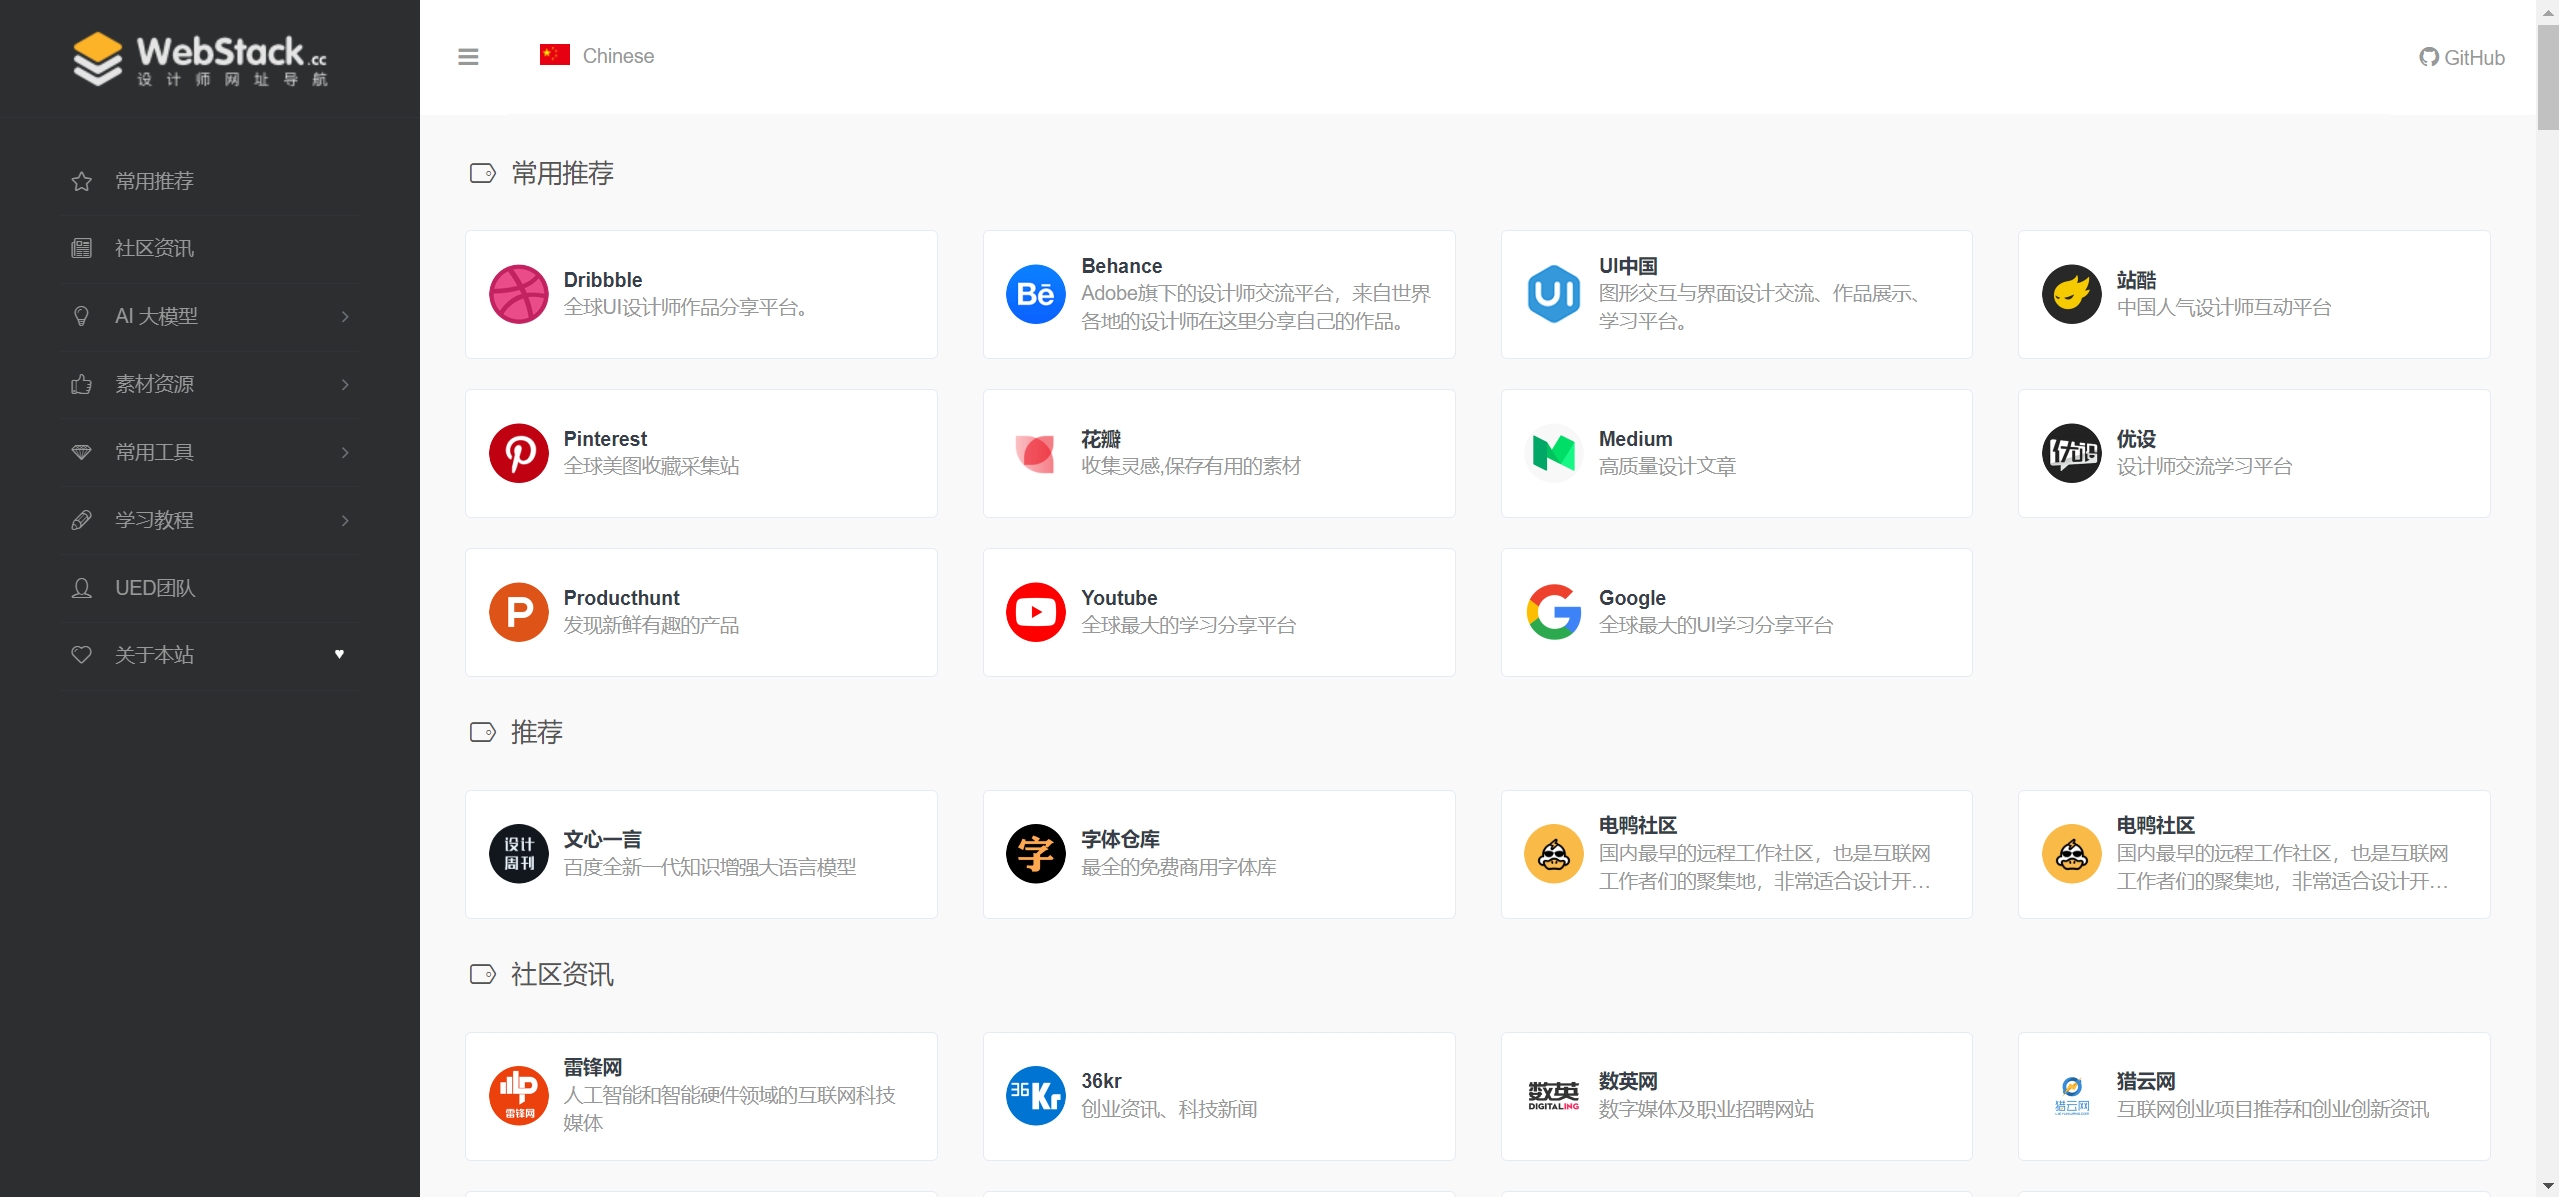 WebStack.cc
设计师网址导航
Chinese
GitHub
常用推荐
社区资讯
AI 大模型
素材资源
常用工具
学习教程
UED团队
关于本站
常用推荐
Dribbble
全球UI设计师作品分享平台。
Behance
Adobe旗下的设计师交流平台，来自世界
各地的设计师在这里分享自己的作品。
UI中国
图形交互与界面设计交流、作品展示、
学习平台。
站酷
中国人气设计师互动平台
Pinterest
全球美图收藏采集站
花瓣
收集灵感,保存有用的素材
Medium
高质量设计文章
优设
优设
设计师交流学习平台
Producthunt
发现新鲜有趣的产品
Youtube
全球最大的学习分享平台
Google
全球最大的UI学习分享平台
推荐
设计
周刊
文心一言
百度全新一代知识增强大语言模型
字
字体仓库
最全的免费商用字体库
电鸭社区
国内最早的远程工作社区，也是互联网
工作者们的聚集地，非常适合设计开...
电鸭社区
国内最早的远程工作社区，也是互联网
工作者们的聚集地，非常适合设计开...
社区资讯
雷锋网
雷锋网
人工智能和智能硬件领域的互联网科技
媒体
36Kr
36kr
创业资讯、科技新闻
数英
DIGITALING
数英网
数字媒体及职业招聘网站
猎云网
猎云网
互联网创业项目推荐和创业创新资讯